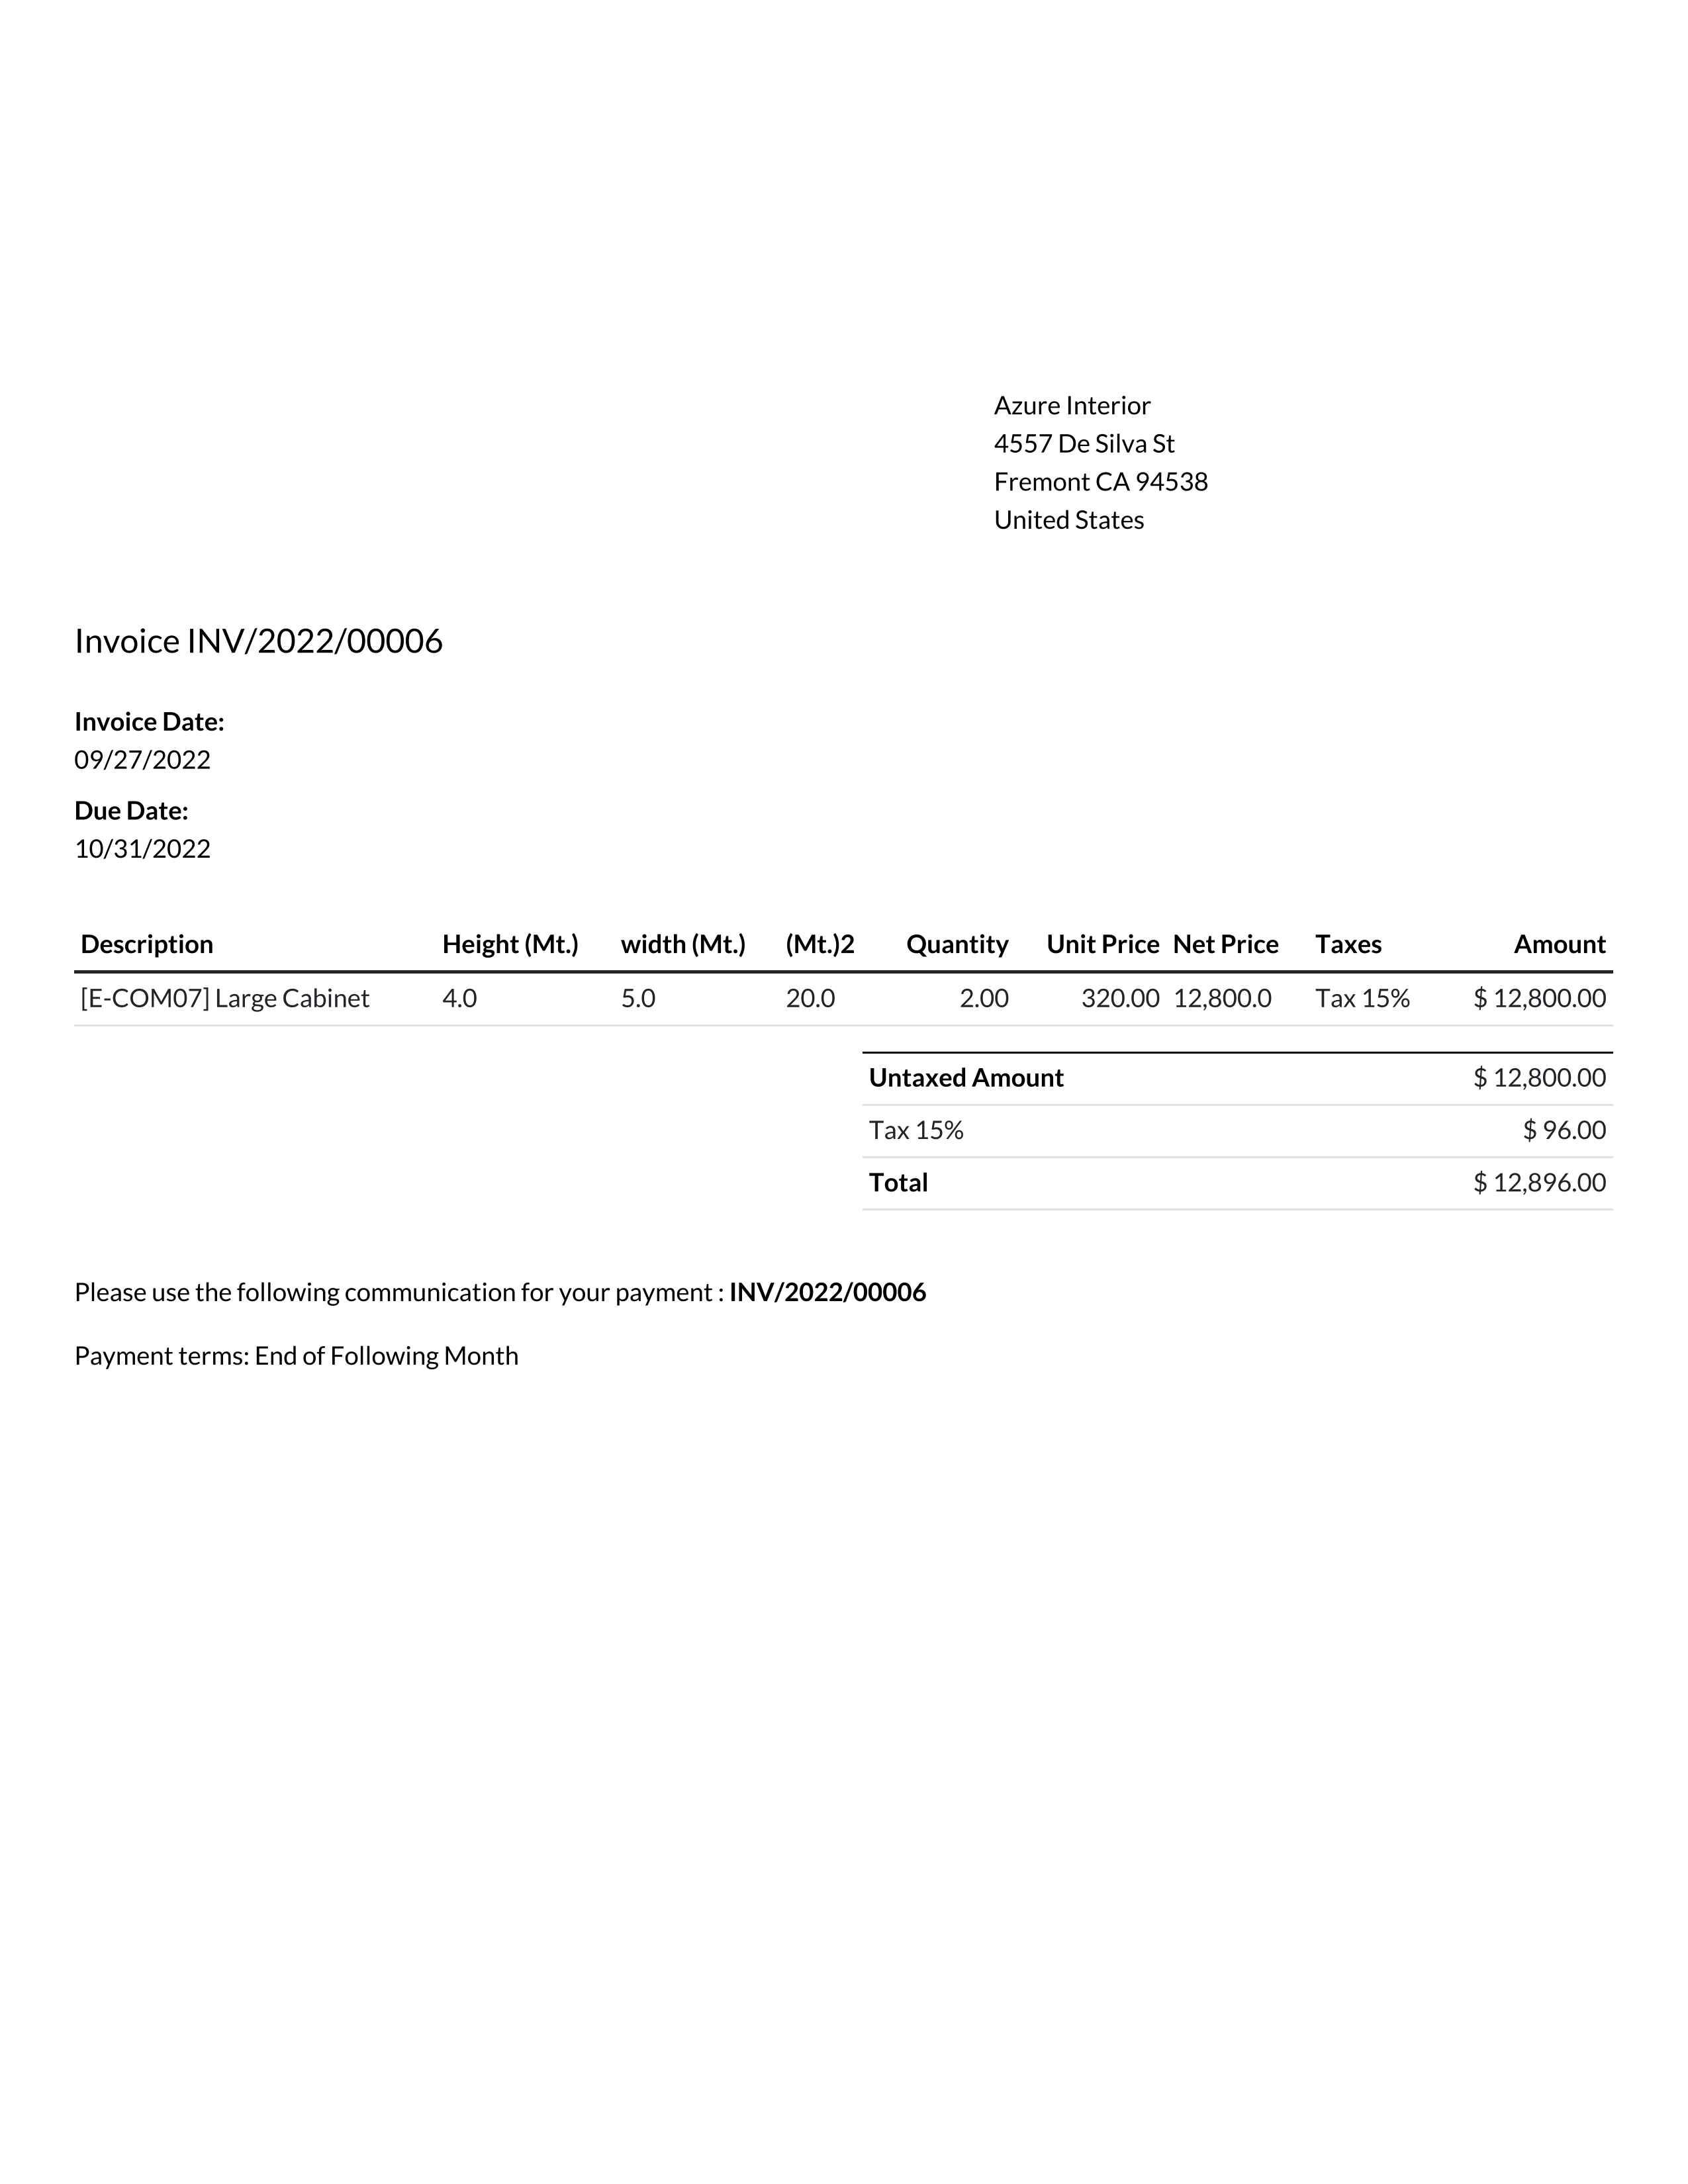 Azure Interior
4557 De Silva St
Fremont CA 94538
United States
Invoice INV/2022/00006
Invoice Date:
09/27/2022
Due Date:
10/31/2022
Description Height (Mt.) width (Mt.) (Mt.)2 Quantity Unit Price Net Price Taxes Amount
[E-COM07] Large Cabinet 4.0 5.0 20.0 2.00 320.00 12,800.0 Tax 15% $ 12,800.00
Untaxed Amount $ 12,800.00
Tax 15% $ 96.00
Total $ 12,896.00
Please use the following communication for your payment : INV/2022/00006
Payment terms: End of Following Month